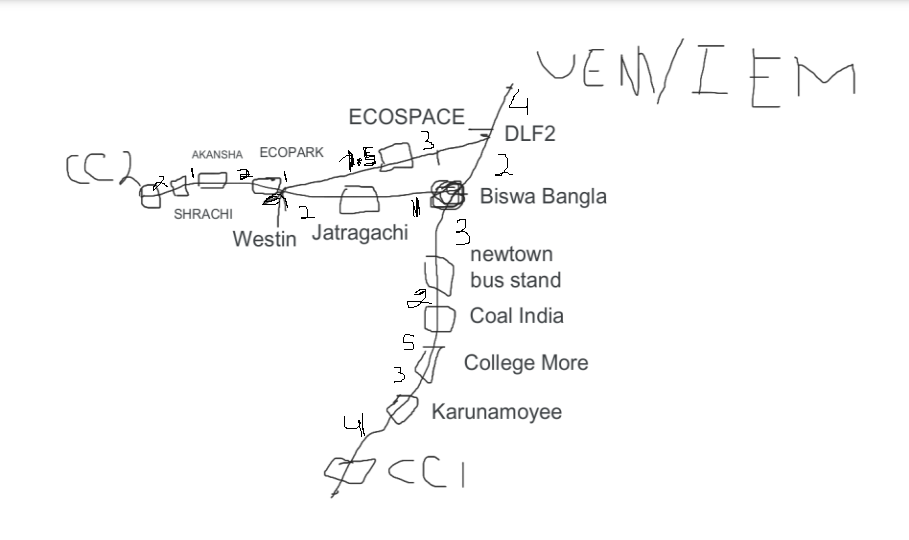 UEM/IEM
4
ECOSPACE
3
DLF2
1.5
AKANSHA
ECOPARK
2
CC2
2
1
2
1
SHRACHI
Biswa Bangla
2
1
Westin
Jatragachi
3
newtown
bus stand
2
Coal India
5
College More
3
Karunamoyee
4
CC1